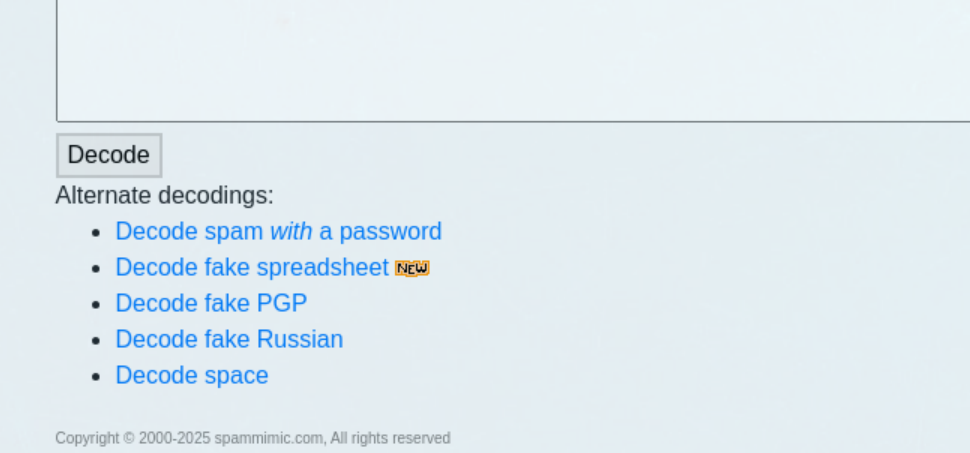 Decode
Alternate decodings:
Decode spam with a password
Decode fake spreadsheet NEW
Decode fake PGP
Decode fake Russian
Decode space
Copyright © 2000-2025 spammimic.com, All rights reserved